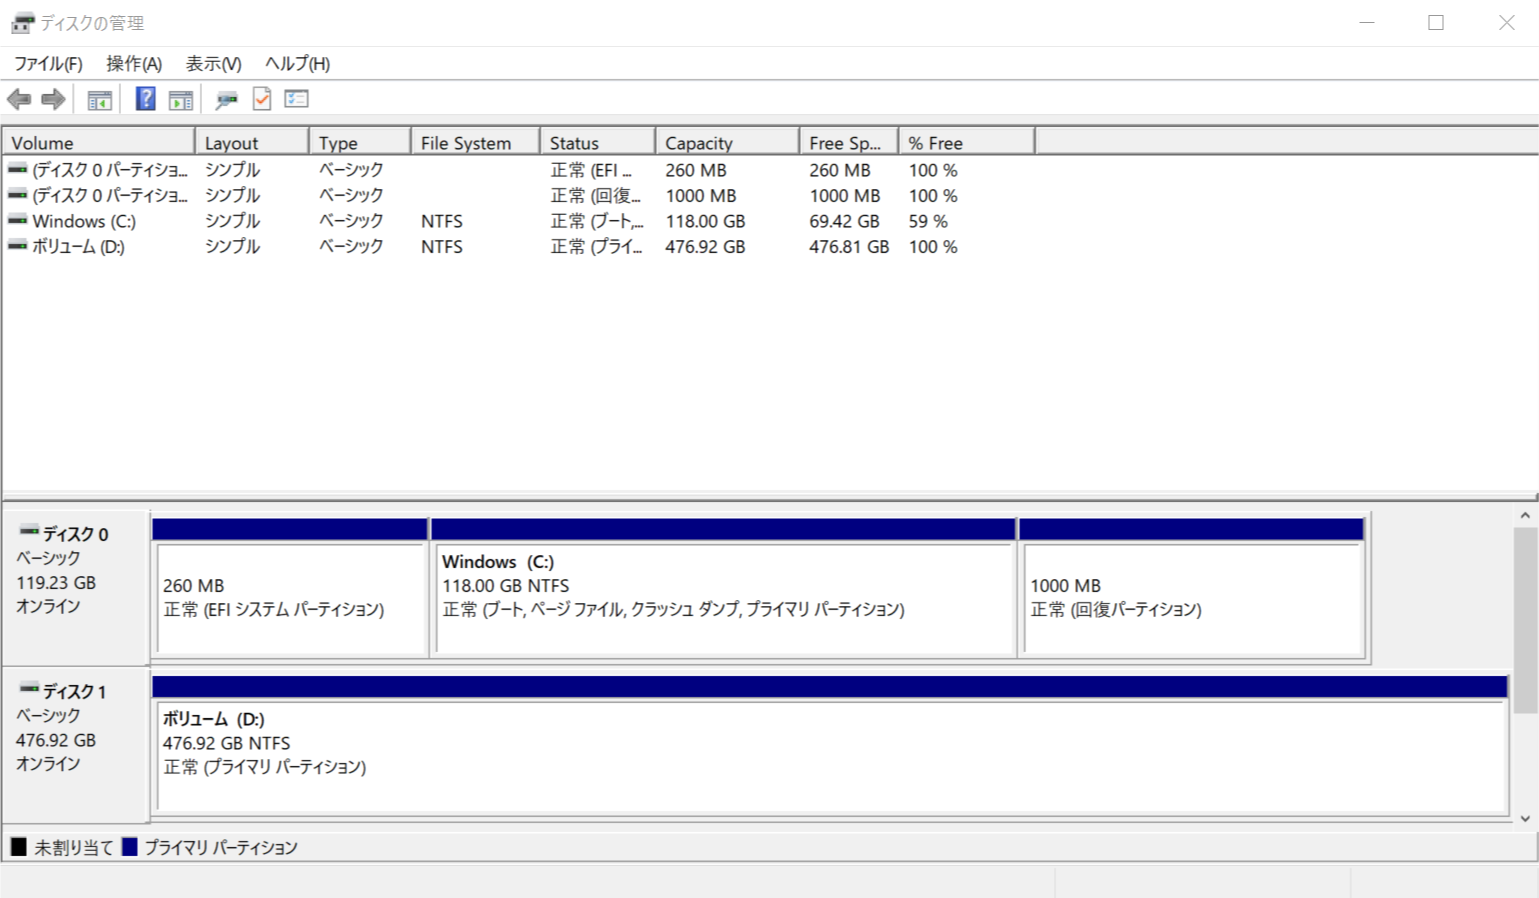 ディスクの管理
ファイル(F) 操作(A) 表示(V) ヘルプ(H)
Volume Layout Type File System Status Capacity Free Sp... % Free
(ディスク 0 パーティショ... シンプル ベーシック 正常 (EFI ... 260 MB 260 MB 100 %
(ディスク 0 パーティショ... シンプル ベーシック 正常 (回復... 1000 MB 1000 MB 100 %
Windows (C:) シンプル ベーシック NTFS 正常 (ブート,... 118.00 GB 69.42 GB 59 %
ボリューム (D:) シンプル ベーシック NTFS 正常 (プライ... 476.92 GB 476.81 GB 100 %
ディスク 0
ベーシック
119.23 GB
オンライン
260 MB
正常 (EFI システム パーティション)
Windows (C:)
118.00 GB NTFS
正常 (ブート, ページ ファイル, クラッシュ ダンプ, プライマリ パーティション)
1000 MB
正常 (回復パーティション)
ディスク 1
ベーシック
476.92 GB
オンライン
ボリューム (D:)
476.92 GB NTFS
正常 (プライマリ パーティション)
未割り当て プライマリ パーティション